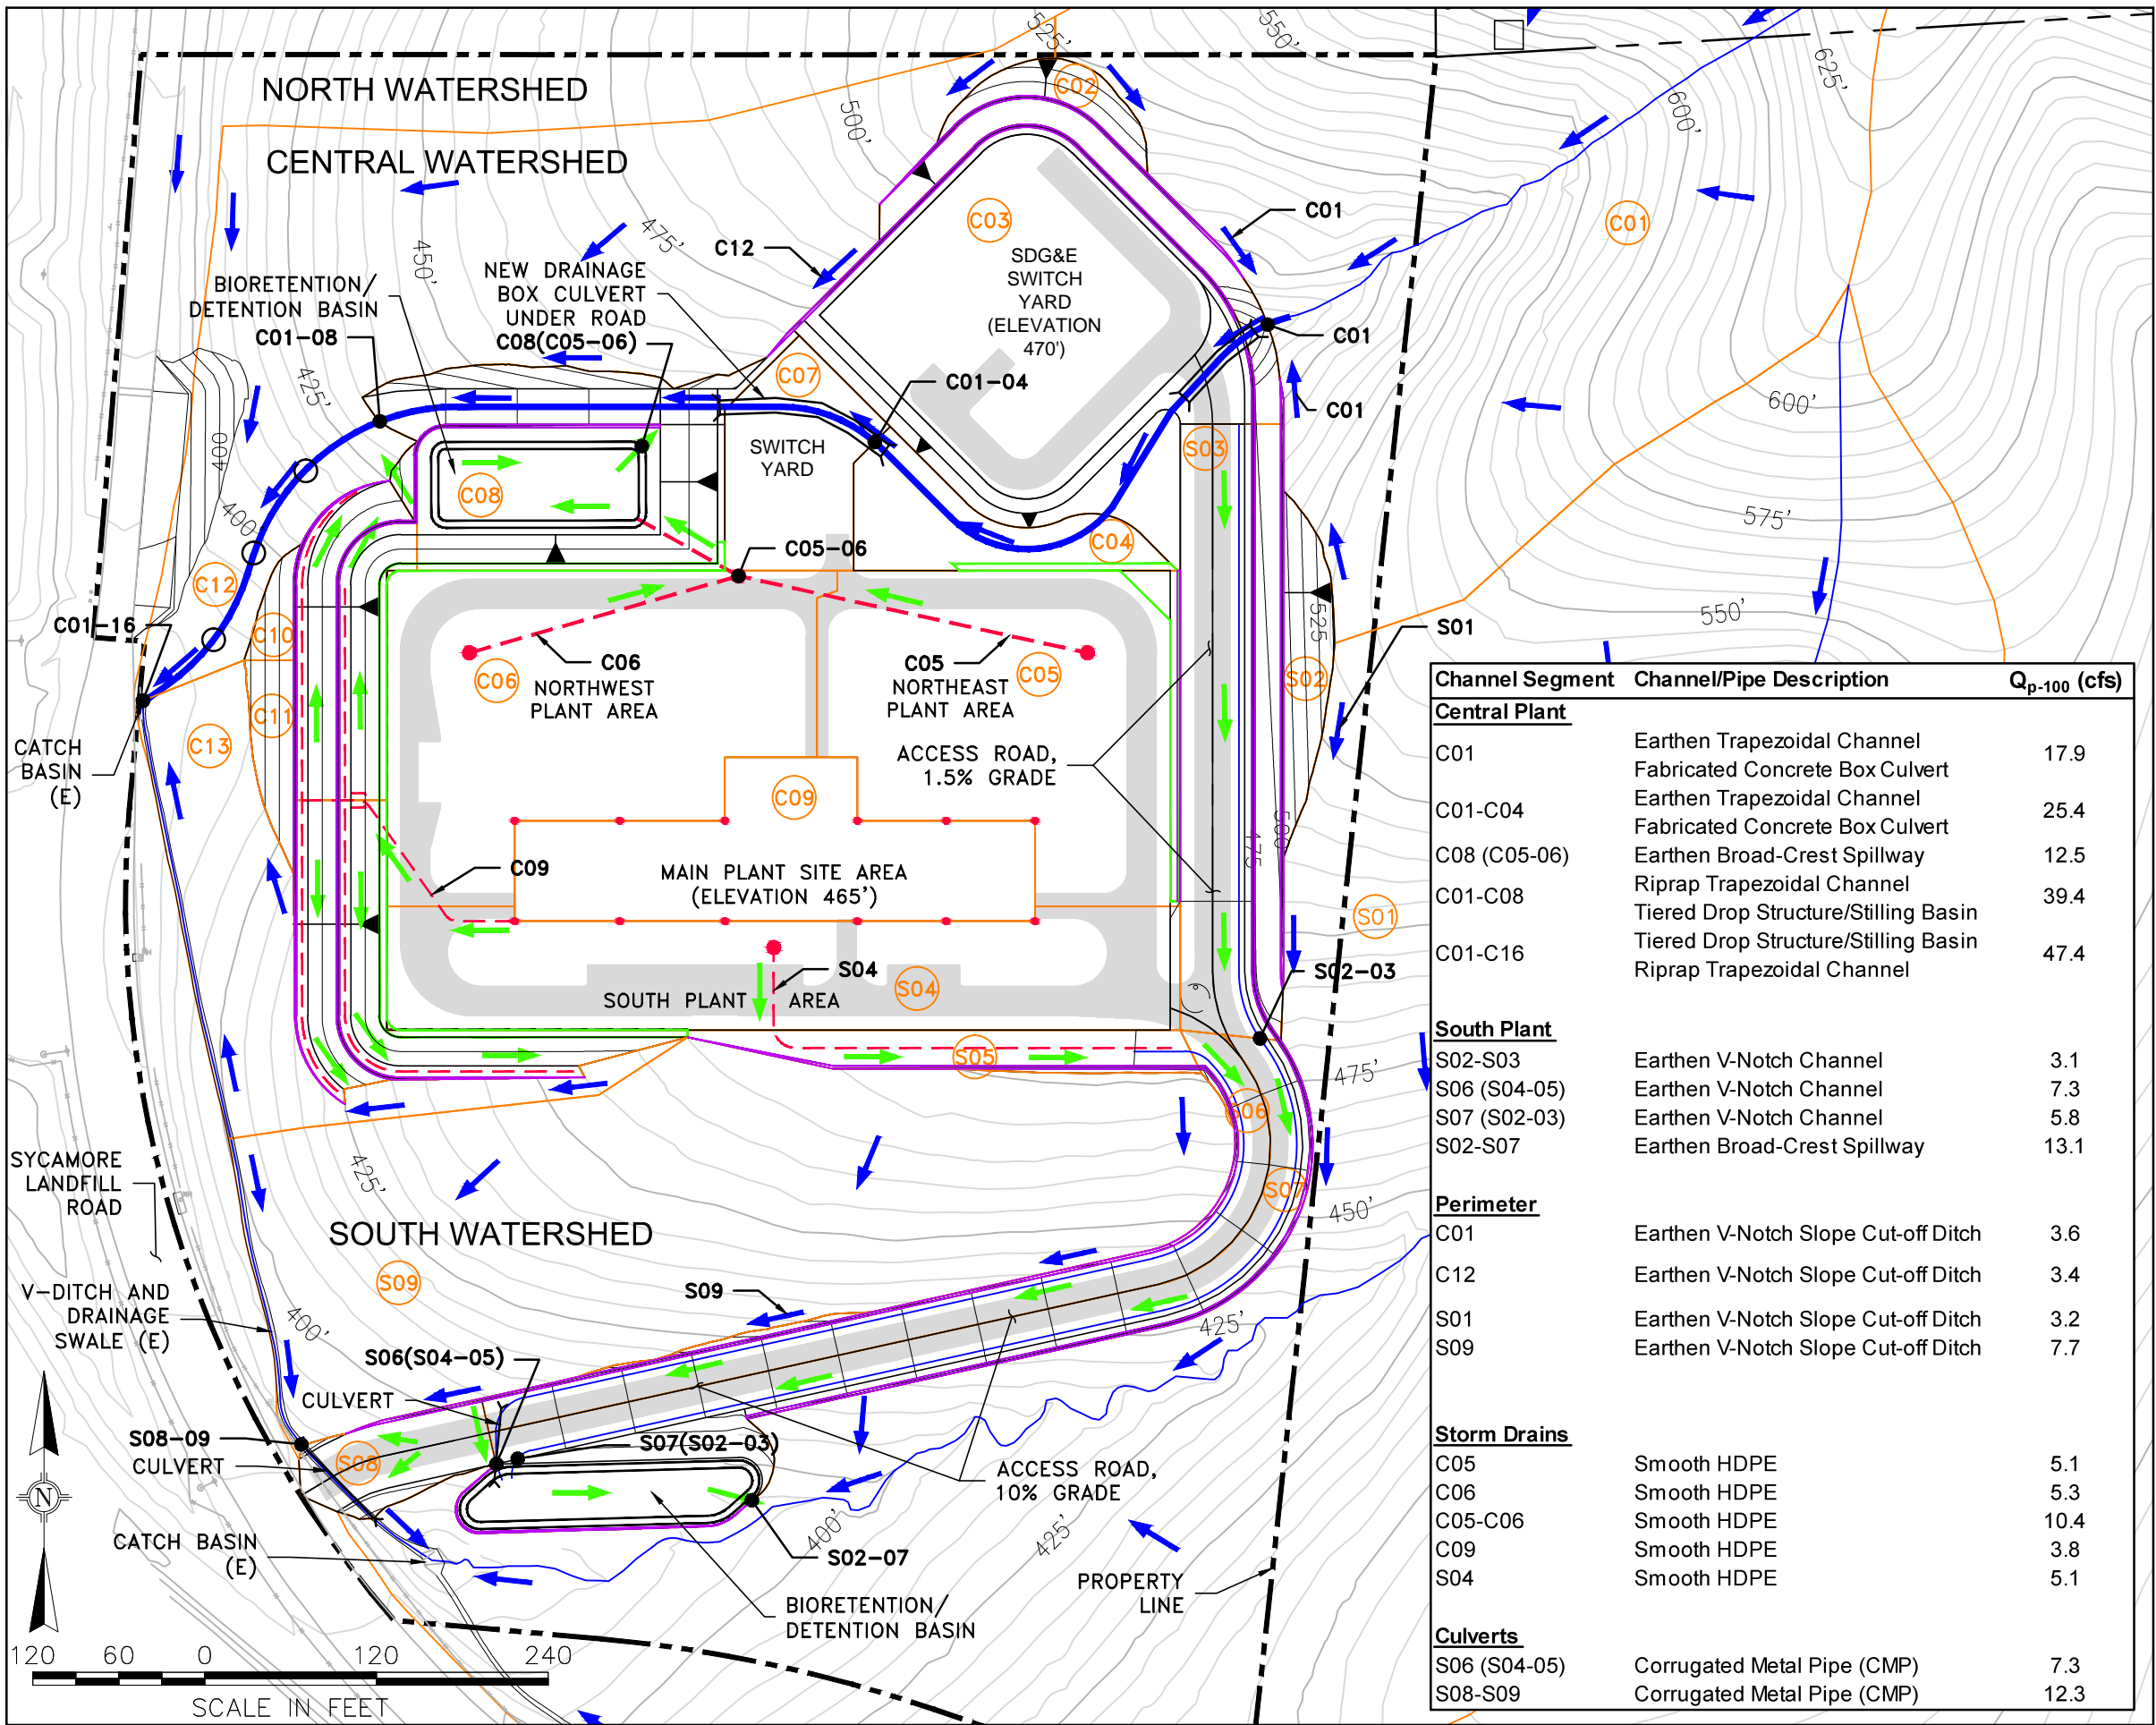 NORTH WATERSHED
CENTRAL WATERSHED
525'
550'
625'
600'
500'
475'
450'
425'
400
400'
C02
C03
C01
C01
C12
SDG&E
SWITCH
YARD
(ELEVATION
470')
C01
C01
BIORETENTION/
DETENTION BASIN
C01-08
NEW DRAINAGE
BOX CULVERT
UNDER ROAD
C08(C05-06)
C07
C01-04
SWITCH
YARD
S03
C08
C04
C05-06
C12
C10
C01-16
C11
C13
CATCH
BASIN
(E)
C06
C06
NORTHWEST
PLANT AREA
C05
C05
NORTHEAST
PLANT AREA
ACCESS ROAD,
1.5% GRADE
C09
C09
MAIN PLANT SITE AREA
(ELEVATION 465')
S04
S04
SOUTH PLANT AREA
S05
S02
525
S01
500
475
S01
S02-03
600'
575'
550'
475'
450'
425'
S06
S07
SYCAMORE
LANDFILL
ROAD
425'
SOUTH WATERSHED
S09
S09
V-DITCH AND
DRAINAGE
SWALE (E)
400'
S06(S04-05)
CULVERT
S08-09
CULVERT
S08
S07(S02-03)
ACCESS ROAD,
10% GRADE
CATCH BASIN
(E)
400'
425'
S02-07
BIORETENTION/
DETENTION BASIN
PROPERTY
LINE
N
120 60 0 120 240
SCALE IN FEET
Channel Segment Channel/Pipe Description Qp-100 (cfs)
Central Plant
C01 Earthen Trapezoidal Channel 17.9
Fabricated Concrete Box Culvert
C01-C04 Earthen Trapezoidal Channel 25.4
Fabricated Concrete Box Culvert
C08 (C05-06) Earthen Broad-Crest Spillway 12.5
C01-C08 Riprap Trapezoidal Channel 39.4
Tiered Drop Structure/Stilling Basin
C01-C16 Tiered Drop Structure/Stilling Basin 47.4
Riprap Trapezoidal Channel
South Plant
S02-S03 Earthen V-Notch Channel 3.1
S06 (S04-05) Earthen V-Notch Channel 7.3
S07 (S02-03) Earthen V-Notch Channel 5.8
S02-S07 Earthen Broad-Crest Spillway 13.1
Perimeter
C01 Earthen V-Notch Slope Cut-off Ditch 3.6
C12 Earthen V-Notch Slope Cut-off Ditch 3.4
S01 Earthen V-Notch Slope Cut-off Ditch 3.2
S09 Earthen V-Notch Slope Cut-off Ditch 7.7
Storm Drains
C05 Smooth HDPE 5.1
C06 Smooth HDPE 5.3
C05-C06 Smooth HDPE 10.4
C09 Smooth HDPE 3.8
S04 Smooth HDPE 5.1
Culverts
S06 (S04-05) Corrugated Metal Pipe (CMP) 7.3
S08-S09 Corrugated Metal Pipe (CMP) 12.3